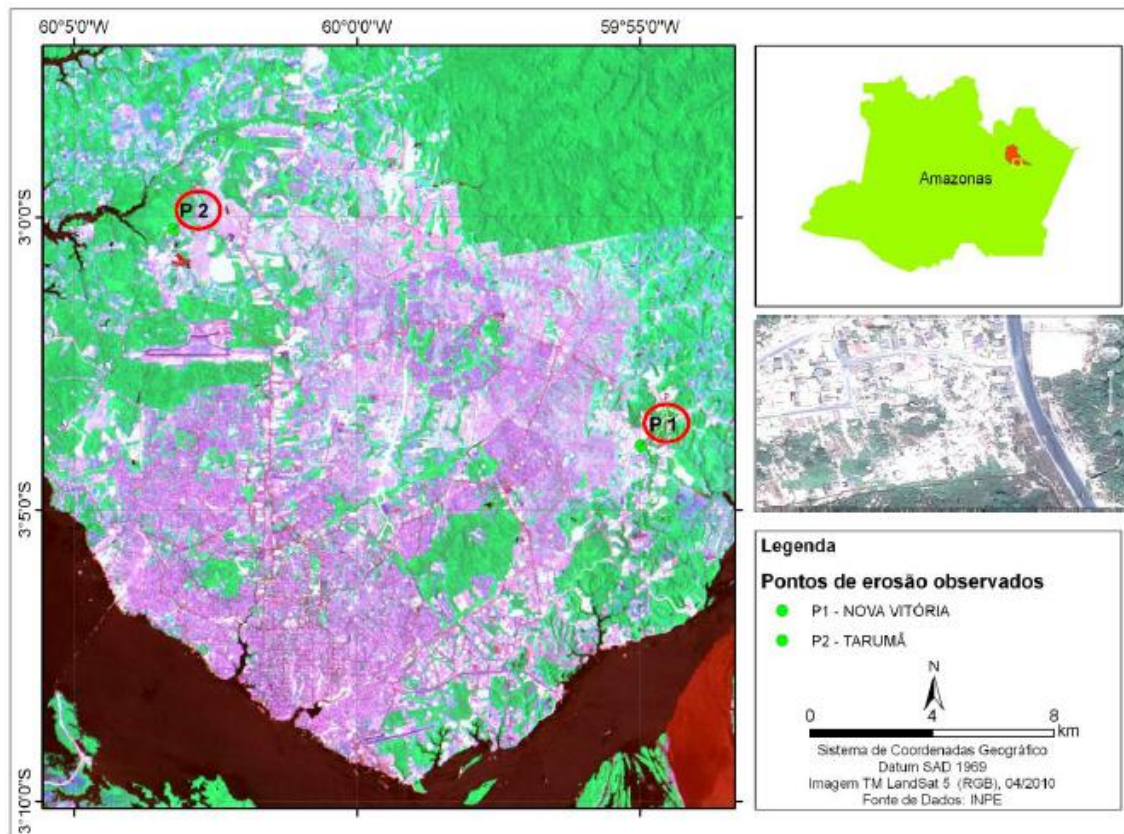 60°5'0"W
60°0'0"W
59°55'0"W
3°0'0"S
3°5'0"S
3°10'0"S
P 2
P 1
Amazonas
Legenda
Pontos de erosão observados
P1 - NOVA VITÓRIA
P2 - TARUMÃ
N
0 4 8
km
Sistema de Coordenadas Geográfico
Datum SAD 1969
Imagem TM LandSat 5 (RGB), 04/2010
Fonte de Dados: INPE